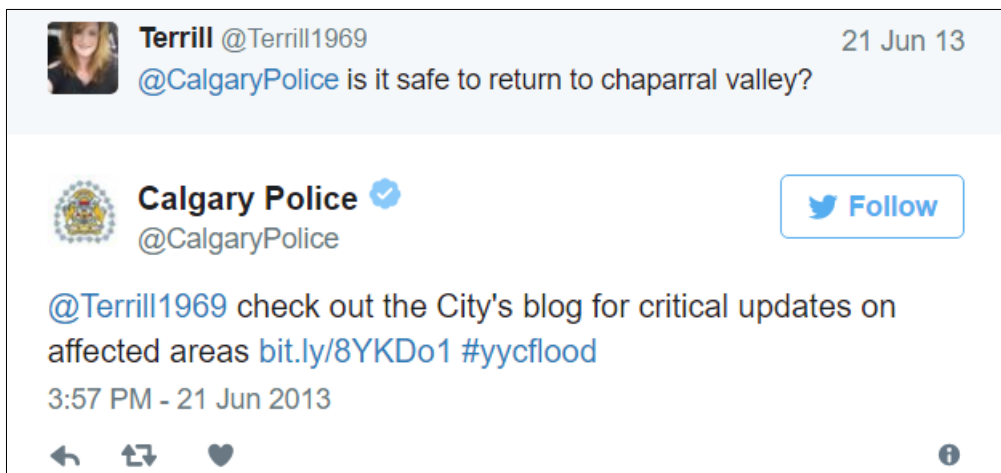 Terrill @Terrill1969 21 Jun 13
@CalgaryPolice is it safe to return to chaparral valley?
Calgary Police
@CalgaryPolice
Follow
@Terrill1969 check out the City's blog for critical updates on
affected areas bit.ly/8YKDo1 #yycflood
3:57 PM - 21 Jun 2013